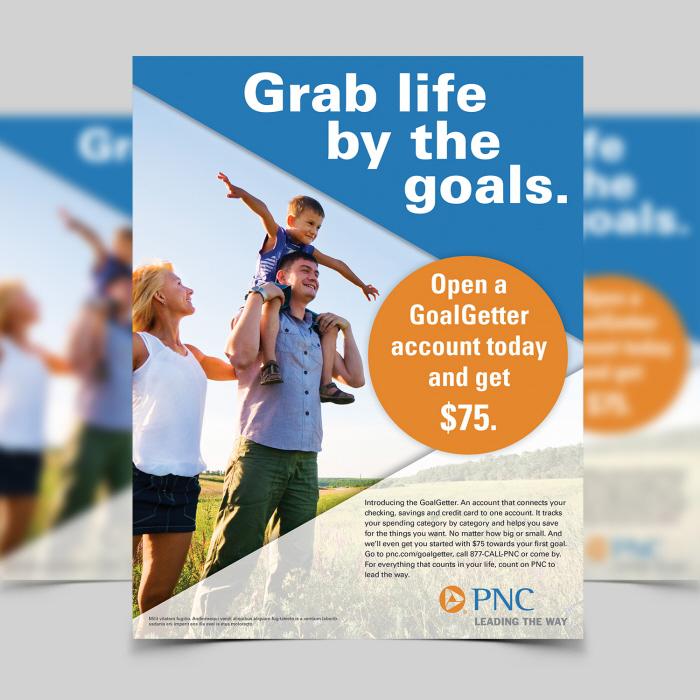 Grab life
by the
goals.
Open a
GoalGetter
account today
and get
$75.
Introducing the GoalGetter. An account that connects your
checking, savings and credit card to one account. It tracks
your spending category by category and helps you save
for the things you want. No matter how big or small. And
we'll even get you started with $75 towards your first goal.
Go to pnc.com/goalgetter, call 877-CALL-PNC or come by.
For everything that counts in your life, count on PNC to
lead the way.
PNC
LEADING THE WAY